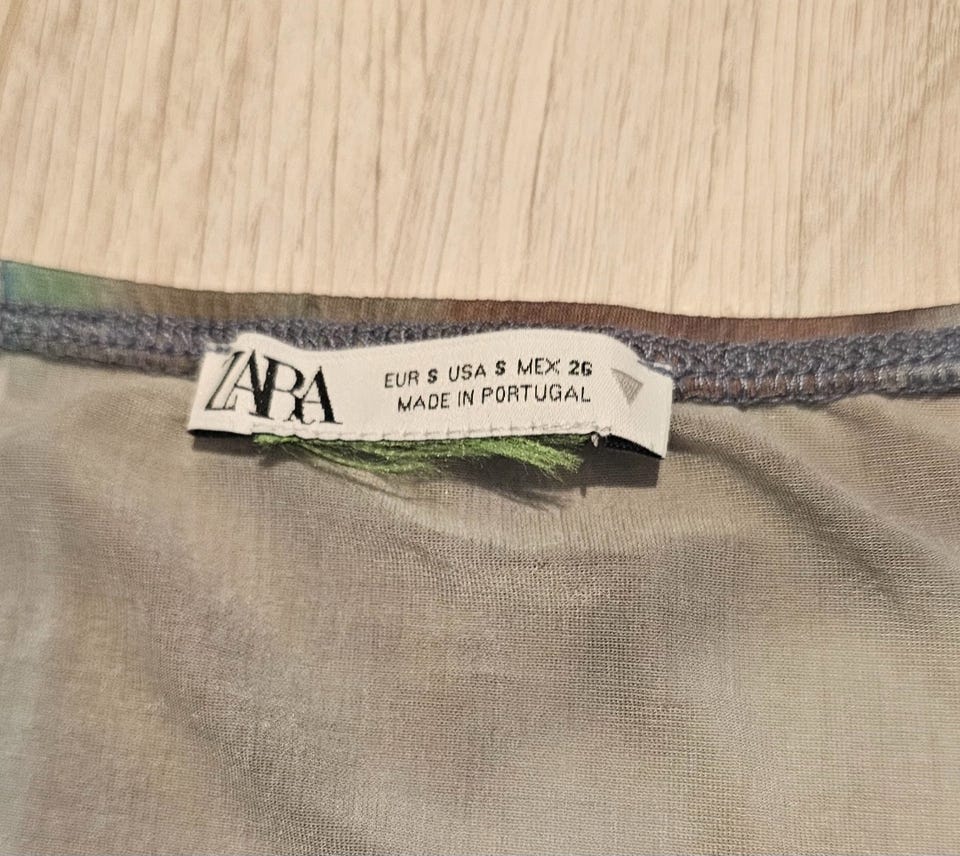 ZARA
EUR S USA S MEX 26
MADE IN PORTUGAL